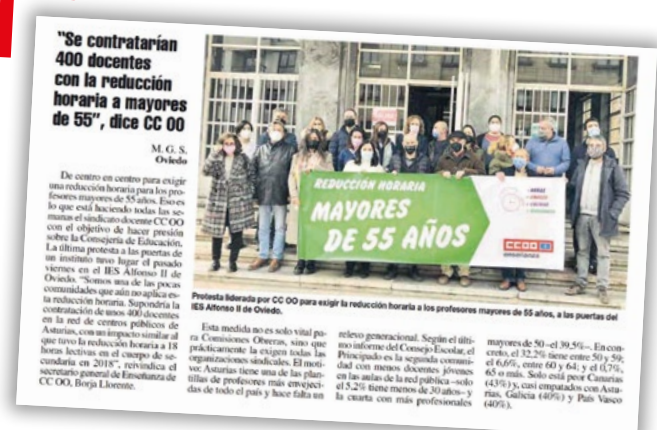 "Se contratarían
400 docentes
con la reducción
horaria a mayores
de 55", dice CC OO
M. G. S.
Oviedo
De centro en centro para exigir
una reducción horaria para los pro-
fesores mayores de 55 años. Eso es
lo que está haciendo todas las se-
manas el sindicato docente CC OO
con el objetivo de hacer presión
sobre la Consejería de Educación.
La última protesta a las puertas de
un instituto tuvo lugar el pasado
viernes en el IES Alfonso II de
Oviedo. "Somos una de las pocas
comunidades que aún no aplica es-
ta reducción horaria. Supondría la
contratación de unos 400 docentes
en la red de centros públicos de
Asturias, con un impacto similar al
que tuvo la reducción horaria a 18
horas lectivas en el cuerpo de se-
cundaria en 2018", reivindica el
secretario general de Enseñanza de
CC OO, Borja Llorente.
REDUCCIÓN HORARIA
MAYORES
DE 55 AÑOS
CCOO
enseñanza
Protesta liderada por CC OO para exigir la reducción horaria a los profesores mayores de 55 años, a las puertas del
IES Alfonso II de Oviedo.
Esta medida no es solo vital pa-
ra Comisiones Obreras, sino que
prácticamente la exigen todas las
organizaciones sindicales. El moti-
vo: Asturias tiene una de las plan-
tillas de profesores más envejeci-
das de todo el país y hace falta un
relevo generacional. Según el últi-
mo informe del Consejo Escolar, el
Principado es la segunda comuni-
dad con menos docentes jóvenes
en las aulas de la red pública –solo
el 5,2% tiene menos de 30 años– y
la cuarta con más profesionales
mayores de 50 –el 39,5%–. En con-
creto, el 32,2% tiene entre 50 y 59;
el 6,6%, entre 60 y 64; y el 0,7%,
65 o más. Solo está peor Canarias
(43%) y, casi empatados con Astu-
rias, Galicia (40%) y País Vasco
(40%).